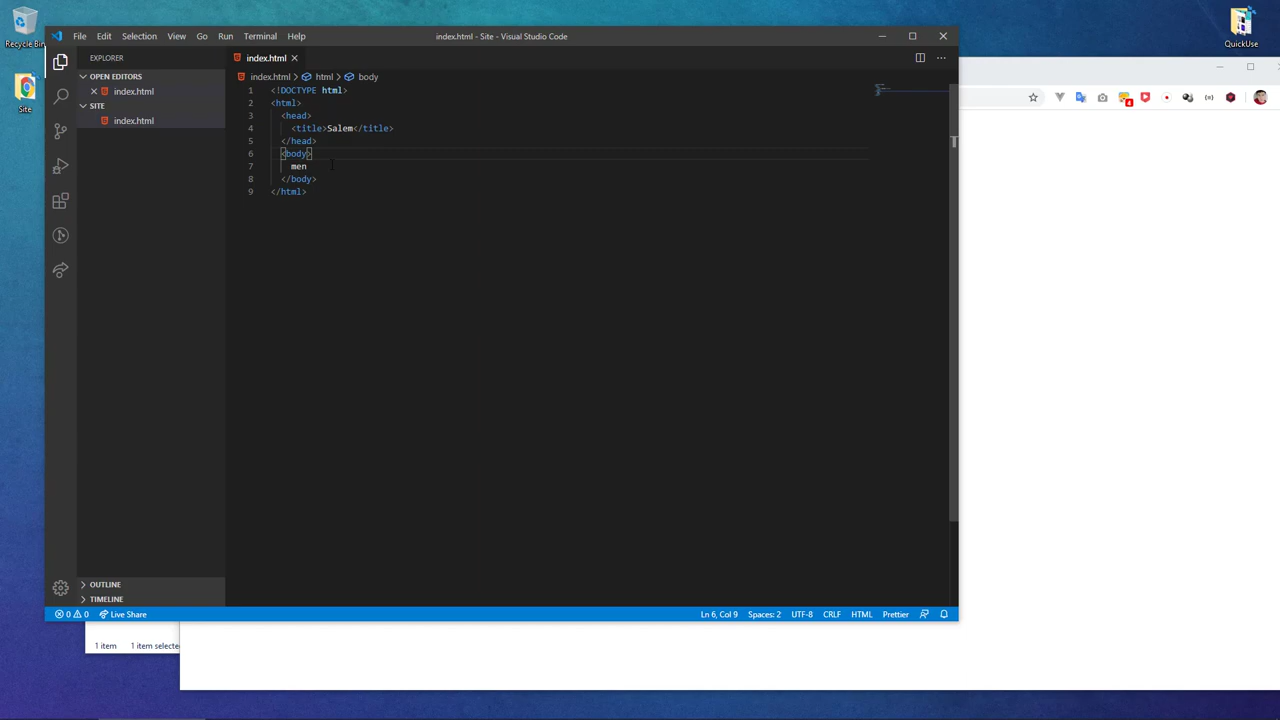 Recycle Bin
Site
QuickUse
File Edit Selection View Go Run Terminal Help
index.html - Site - Visual Studio Code
EXPLORER
OPEN EDITORS
index.html
SITE
index.html
OUTLINE
TIMELINE
index.html
index.html > html > body
1 <!DOCTYPE html>
2 <html>
3 <head>
4 <title>Salem</title>
5 </head>
6 <body>
7 men
8 </body>
9 </html>
4
0 0 Live Share
Ln 6, Col 9 Spaces: 2 UTF-8 CRLF HTML Prettier
1 item 1 item selecte